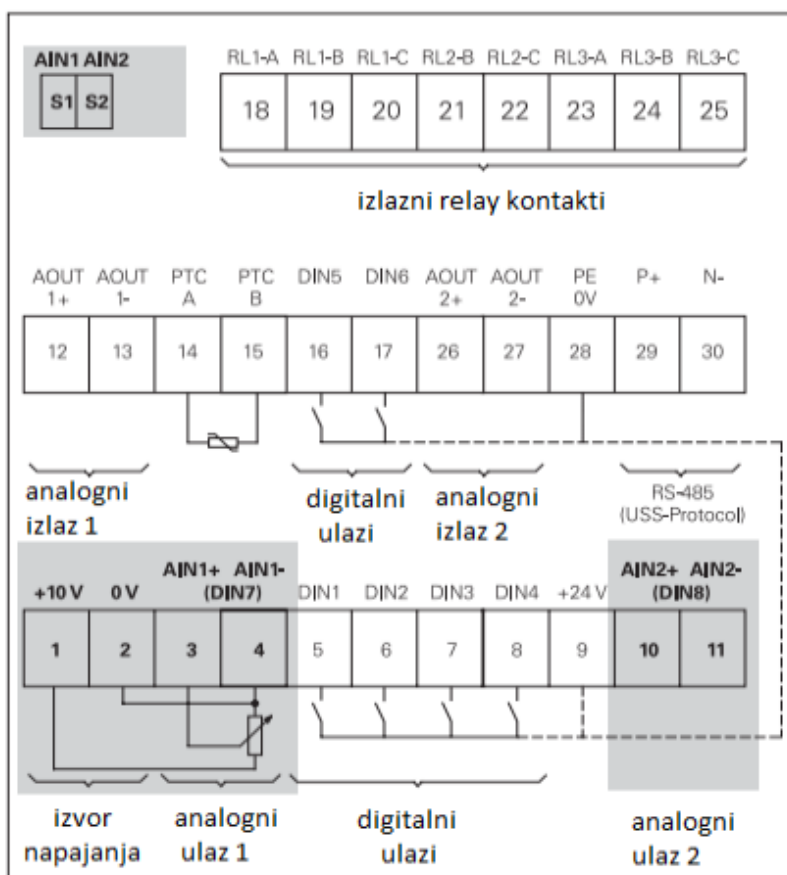 AIN1 AIN2
S1 S2
RL1-A RL1-B RL1-C RL2-B RL2-C RL3-A RL3-B RL3-C
18 19 20 21 22 23 24 25
izlazni relay kontakti
AOUT AOUT PTC PTC DIN5 DIN6 AOUT AOUT PE P+ N-
1+ 1- A B 2+ 2- 0V
12 13 14 15 16 17 26 27 28 29 30
analogni digitalni analogni RS-485
izlaz 1 ulazi izlaz 2 (USS-Protocol)
AIN1+ AIN1- AIN2+ AIN2-
+10 V 0 V (DIN7) DIN1 DIN2 DIN3 DIN4 +24 V (DIN8)
1 2 3 4 5 6 7 8 9 10 11
izvor analogni digitalni analogni
napajanja ulaz 1 ulazi ulaz 2